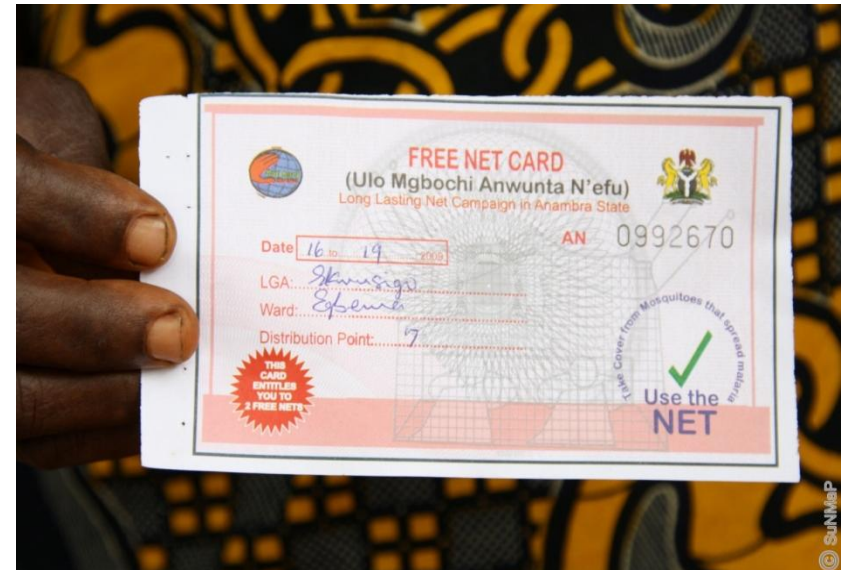 FREE NET CARD
(Ulo Mgbochi Anwunta N'efu)
Long Lasting Net Campaign in Anambra State
AN 0992670
Date 16 to 19 2009
LGA:
Ward: Egbema
Distribution Point: 7
THIS
CARD
ENTITLES
YOU TO
2 FREE NETS
Take Cover from Mosquitoes that spread malaria
Use the
NET
© SuNMaP